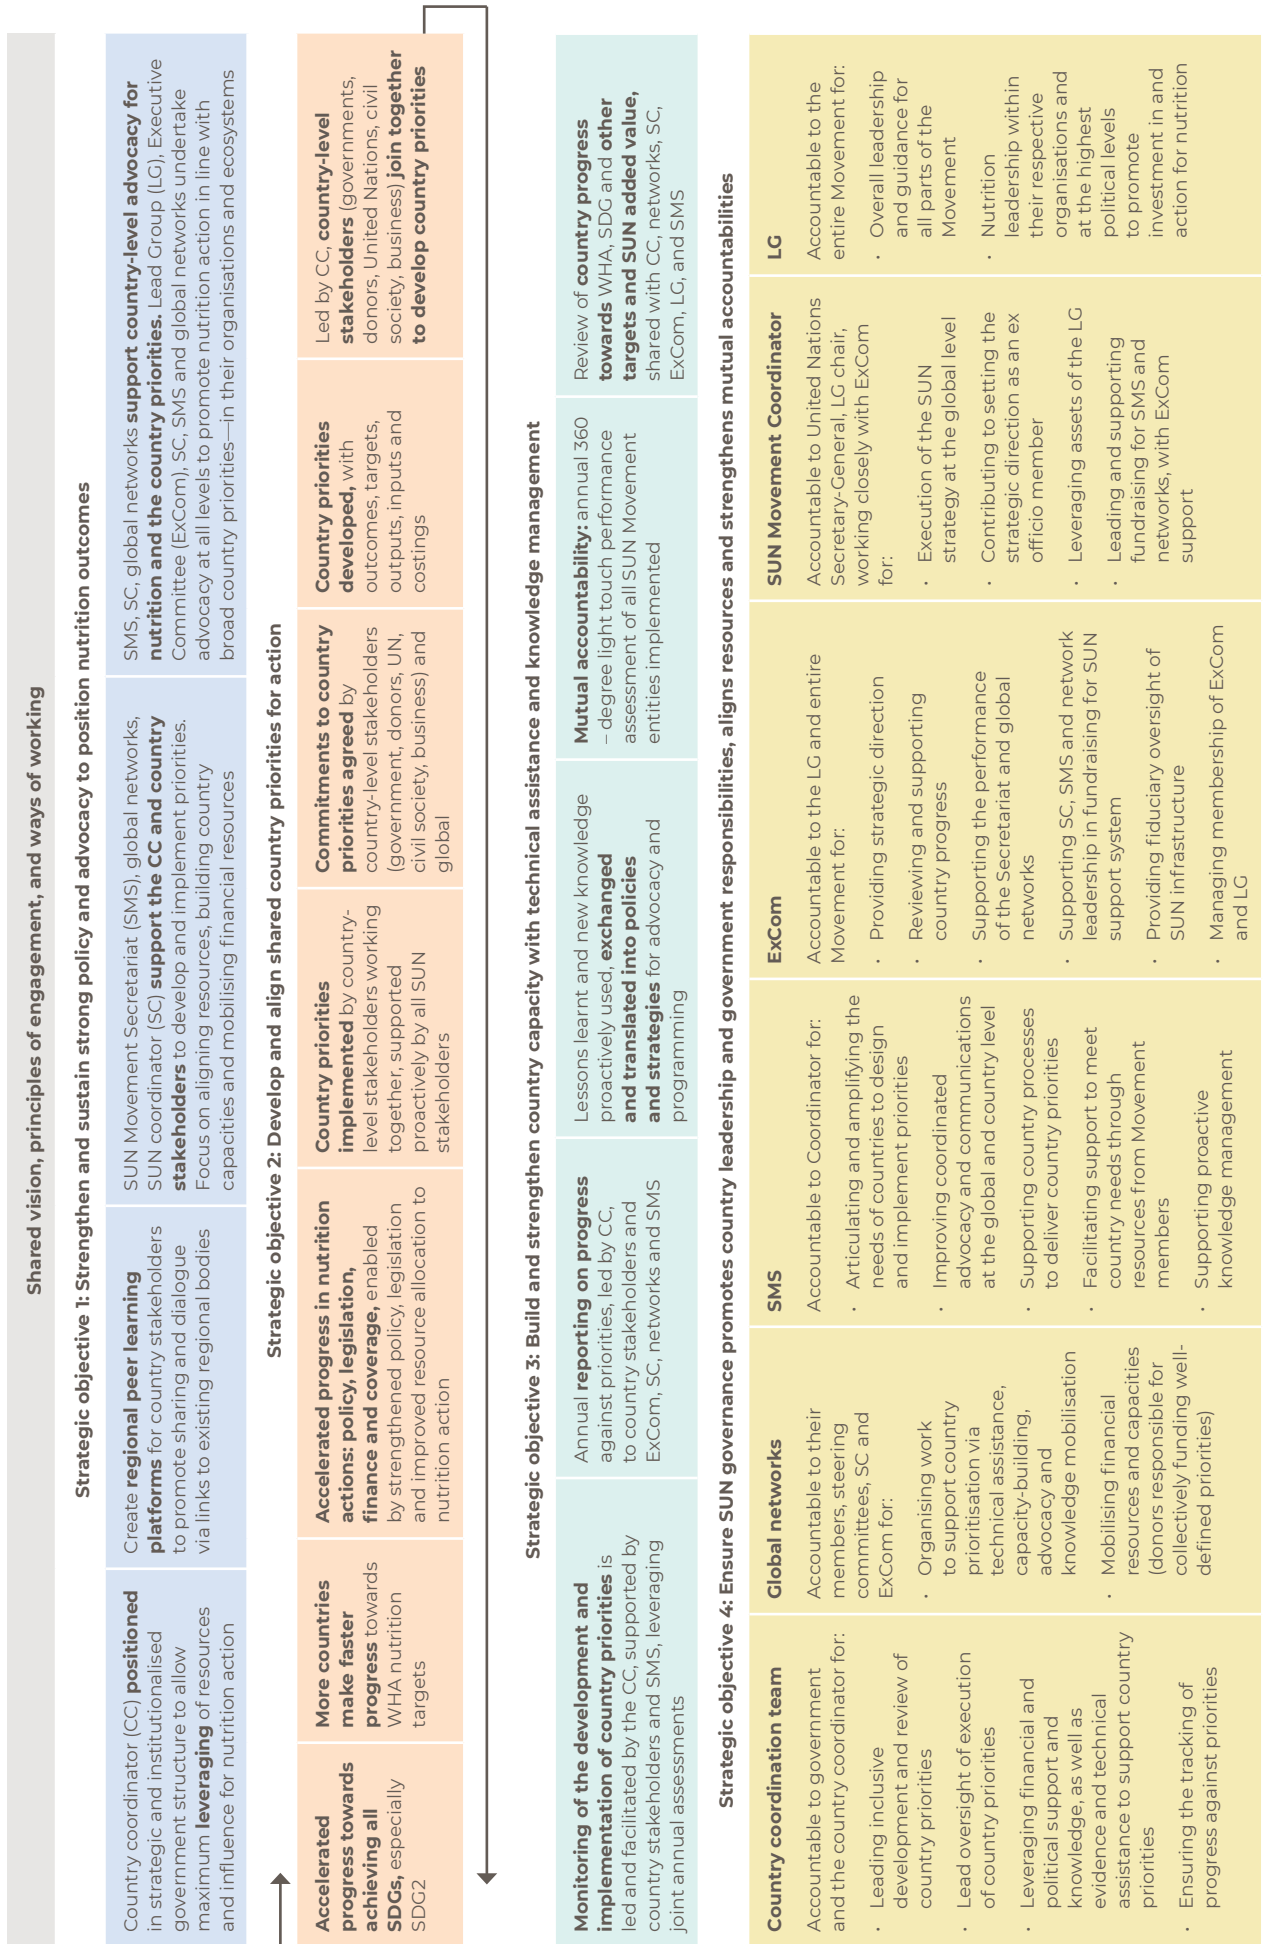 Shared vision, principles of engagement, and ways of working
Strategic objective 1: Strengthen and sustain strong policy and advocacy to position nutrition outcomes
Country coordinator (CC) positioned
in strategic and institutionalised
government structure to allow
maximum leveraging of resources
and influence for nutrition action
Create regional peer learning
platforms for country stakeholders
to promote sharing and dialogue
via links to existing regional bodies
SUN Movement Secretariat (SMS), global networks,
SUN coordinator (SC) support the CC and country
stakeholders to develop and implement priorities.
Focus on aligning resources, building country
capacities and mobilising financial resources
SMS, SC, global networks support country-level advocacy for
nutrition and the country priorities. Lead Group (LG), Executive
Committee (ExCom), SC, SMS and global networks undertake
advocacy at all levels to promote nutrition action in line with
broad country priorities—in their organisations and ecosystems
Strategic objective 2: Develop and align shared country priorities for action
Accelerated
progress towards
achieving all
SDGs, especially
SDG2
More countries
make faster
progress towards
WHA nutrition
targets
Accelerated progress in nutrition
actions: policy, legislation,
finance and coverage, enabled
by strengthened policy, legislation
and improved resource allocation to
nutrition action
Country priorities
implemented by country-
level stakeholders working
together, supported
proactively by all SUN
stakeholders
Commitments to country
priorities agreed by
country-level stakeholders
(government, donors, UN,
civil society, business) and
global
Country priorities
developed, with
outcomes, targets,
outputs, inputs and
costings
Led by CC, country-level
stakeholders (governments,
donors, United Nations, civil
society, business) join together
to develop country priorities
Strategic objective 3: Build and strengthen country capacity with technical assistance and knowledge management
Monitoring of the development and
implementation of country priorities is
led and facilitated by the CC, supported by
country stakeholders and SMS, leveraging
joint annual assessments
Annual reporting on progress
against priorities, led by CC,
to country stakeholders and
ExCom, SC, networks and SMS
Lessons learnt and new knowledge
proactively used, exchanged
and translated into policies
and strategies for advocacy and
programming
Mutual accountability: annual 360
– degree light touch performance
assessment of all SUN Movement
entities implemented
Review of country progress
towards WHA, SDG and other
targets and SUN added value,
shared with CC, networks, SC,
ExCom, LG, and SMS
Strategic objective 4: Ensure SUN governance promotes country leadership and government responsibilities, aligns resources and strengthens mutual accountabilities
Country coordination team
Accountable to government
and the country coordinator for:
• Leading inclusive
development and review of
country priorities
• Lead oversight of execution
of country priorities
• Leveraging financial and
political support and
knowledge, as well as
evidence and technical
assistance to support country
priorities
• Ensuring the tracking of
progress against priorities
Global networks
Accountable to their
members, steering
committees, SC and
ExCom for:
• Organising work
to support country
prioritisation via
technical assistance,
capacity-building,
advocacy and
knowledge mobilisation
• Mobilising financial
resources and capacities
(donors responsible for
collectively funding well-
defined priorities)
SMS
Accountable to Coordinator for:
• Articulating and amplifying the
needs of countries to design
and implement priorities
• Improving coordinated
advocacy and communications
at the global and country level
• Supporting country processes
to deliver country priorities
• Facilitating support to meet
country needs through
resources from Movement
members
• Supporting proactive
knowledge management
ExCom
Accountable to the LG and entire
Movement for:
• Providing strategic direction
• Reviewing and supporting
country progress
• Supporting the performance
of the Secretariat and global
networks
• Supporting SC, SMS and network
leadership in fundraising for SUN
support system
• Providing fiduciary oversight of
SUN infrastructure
• Managing membership of ExCom
and LG
SUN Movement Coordinator
Accountable to United Nations
Secretary-General, LG chair,
working closely with ExCom
for:
• Execution of the SUN
strategy at the global level
• Contributing to setting the
strategic direction as an ex
officio member
• Leveraging assets of the LG
• Leading and supporting
fundraising for SMS and
networks, with ExCom
support
LG
Accountable to the
entire Movement for:
• Overall leadership
and guidance for
all parts of the
Movement
• Nutrition
leadership within
their respective
organisations and
at the highest
political levels
to promote
investment in and
action for nutrition